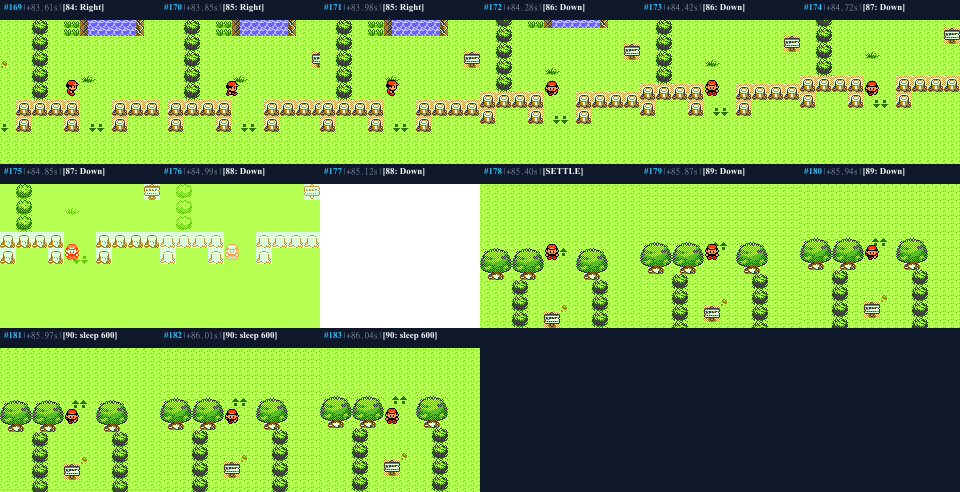 #169|+83.61s|[84: Right]
#170|+83.85s|[85: Right]
#171|+83.98s|[85: Right]
#172|+84.28s|[86: Down]
#173|+84.42s|[86: Down]
#174|+84.72s|[87: Down]
#175|+84.85s|[87: Down]
#176|+84.99s|[88: Down]
#177|+85.12s|[88: Down]
#178|+85.40s|[SETTLE]
#179|+85.87s|[89: Down]
#180|+85.94s|[89: Down]
#181|+85.97s|[90: sleep 600]
#182|+86.01s|[90: sleep 600]
#183|+86.04s|[90: sleep 600]